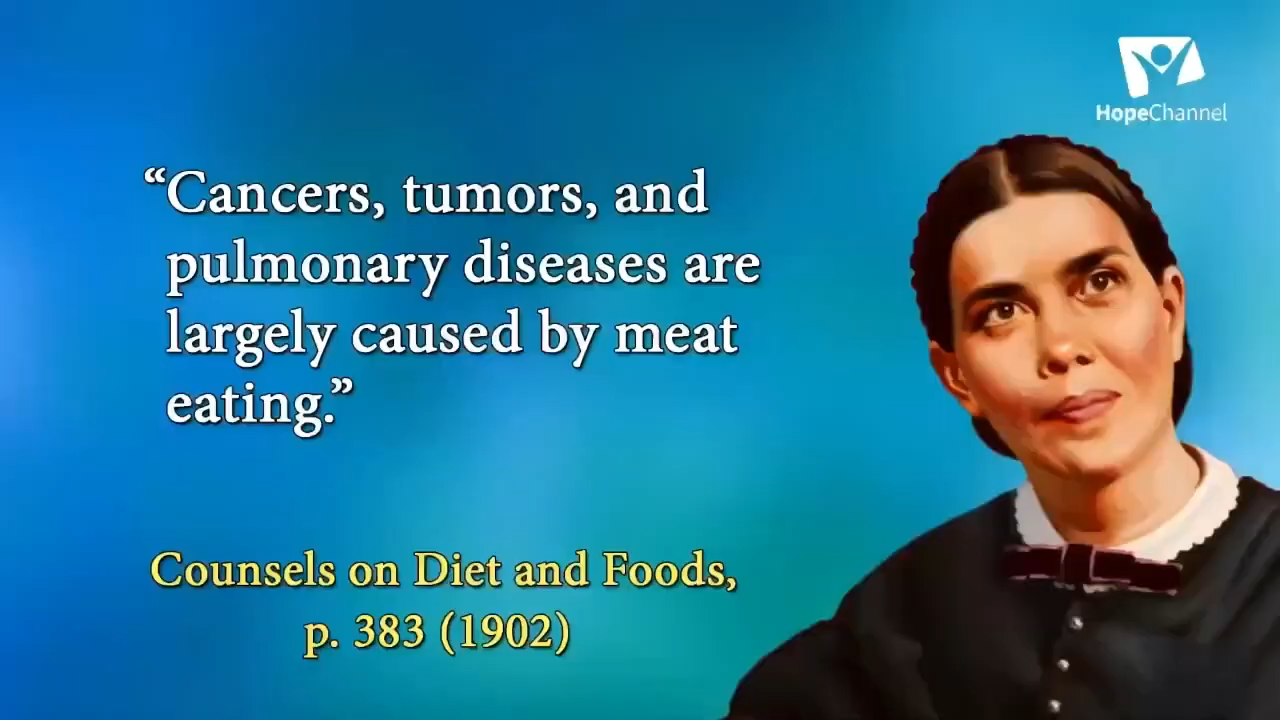 HopeChannel
“Cancers, tumors, and
pulmonary diseases are
largely caused by meat
eating.”
Counsels on Diet and Foods,
p. 383 (1902)